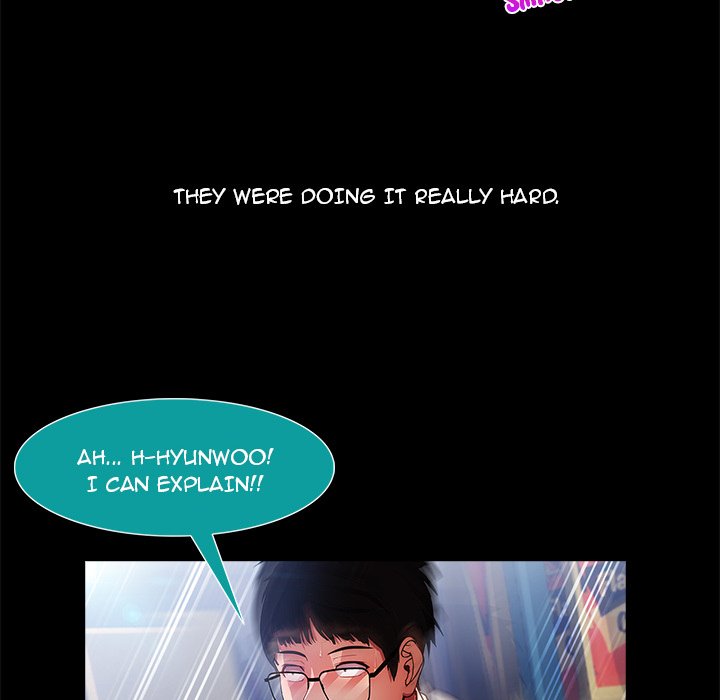 THEY WERE DOING IT REALLY HARD.
AH... H-HYUNWOO!
I CAN EXPLAIN!!